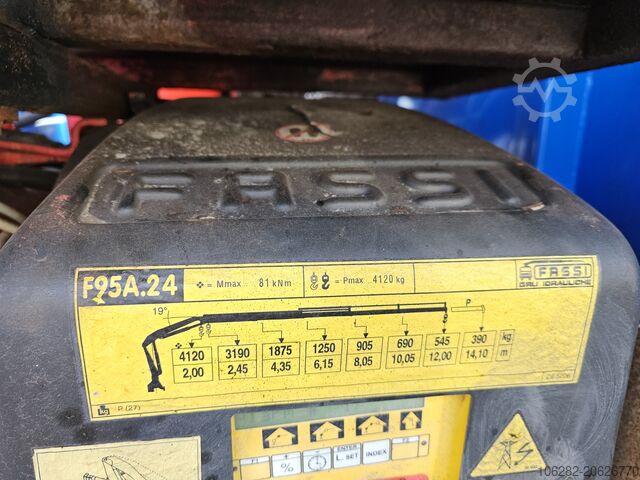 FASSI
F95A.24 Mmax 81 kNm = Pmax 4120 kg FASSI
GRU IDRAULICHE
19° P
4120 3190 1875 1250 905 690 545 390 kg
2,00 2,45 4,35 6,15 8,05 10,05 12,00 14,10 m
kg P (27)
ENTER
F1 + % - L. SET INDEX
106282-20626770